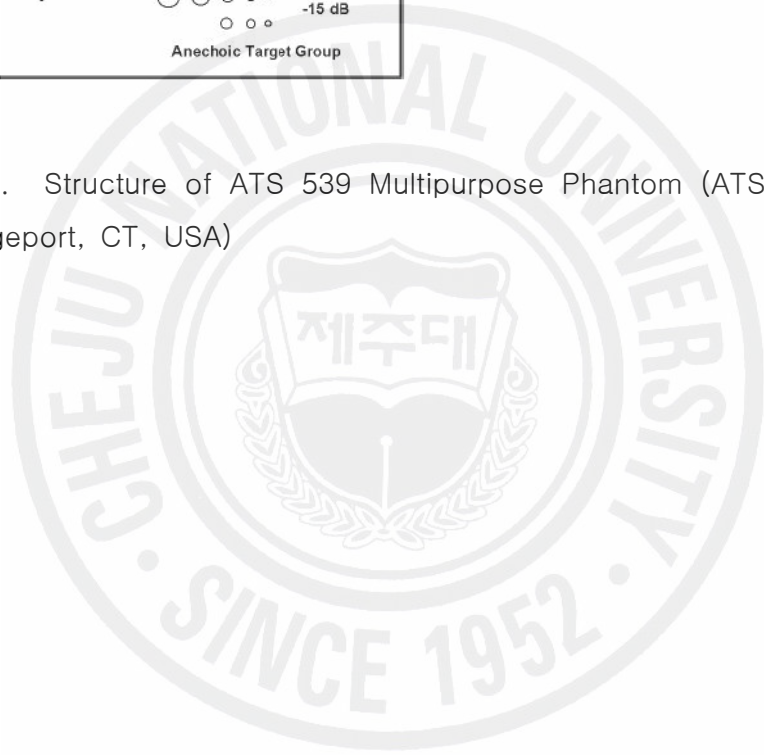 -15 dB
Anechoic Target Group
. Structure of ATS 539 Multipurpose Phantom (ATS
geport, CT, USA)
CHEJU NATIONAL UNIVERSITY
제주대
· SINCE 1952 ·